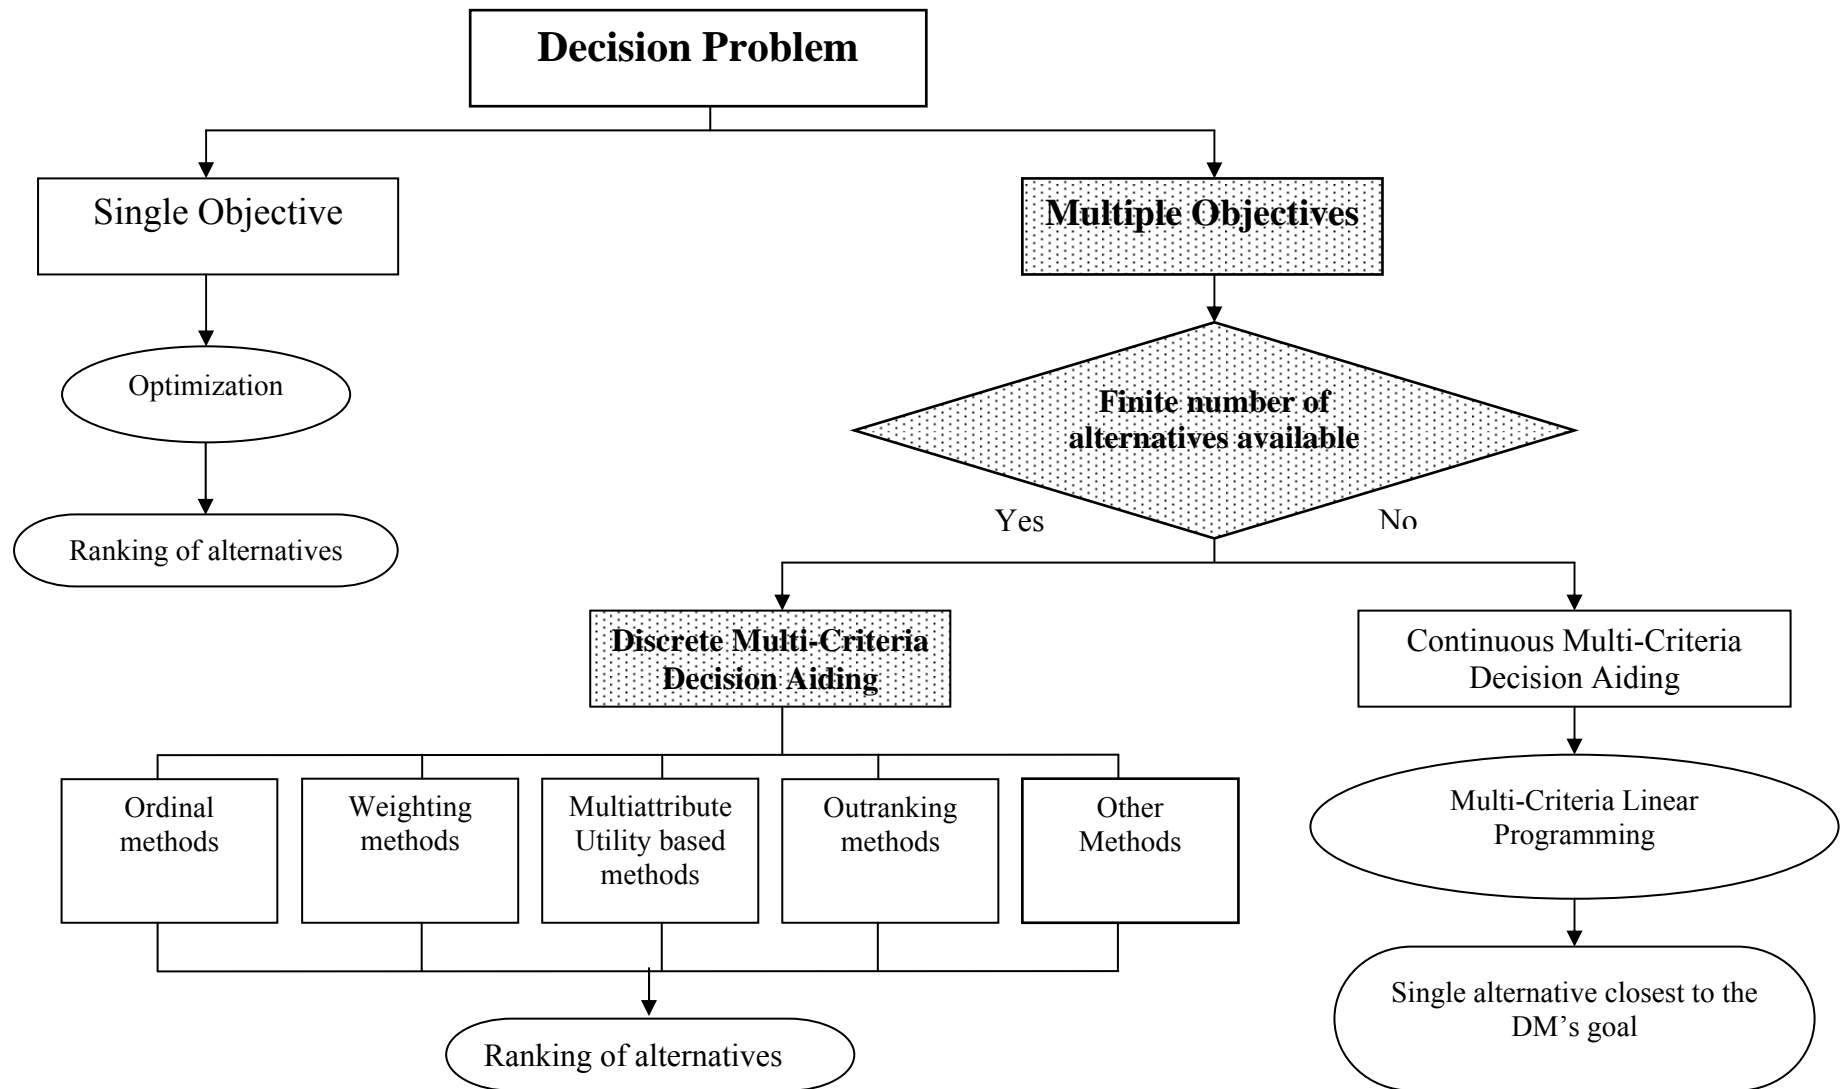 Decision Problem
Single Objective
Multiple Objectives
Optimization
Finite number of
alternatives available
Yes
No
Ranking of alternatives
Discrete Multi-Criteria
Decision Aiding
Continuous Multi-Criteria
Decision Aiding
Ordinal
methods
Weighting
methods
Multiattribute
Utility based
methods
Outranking
methods
Other
Methods
Multi-Criteria Linear
Programming
Single alternative closest to the
DM's goal
Ranking of alternatives